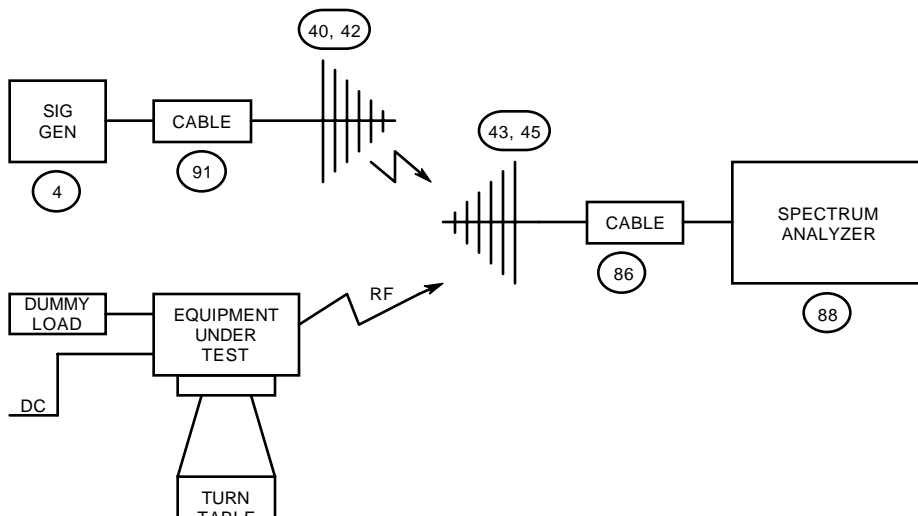 40, 42
SIG
GEN
CABLE
4
91
43, 45
CABLE
86
SPECTRUM
ANALYZER
88
DUMMY
LOAD
EQUIPMENT
UNDER
TEST
RF
DC
TURN
TABLE